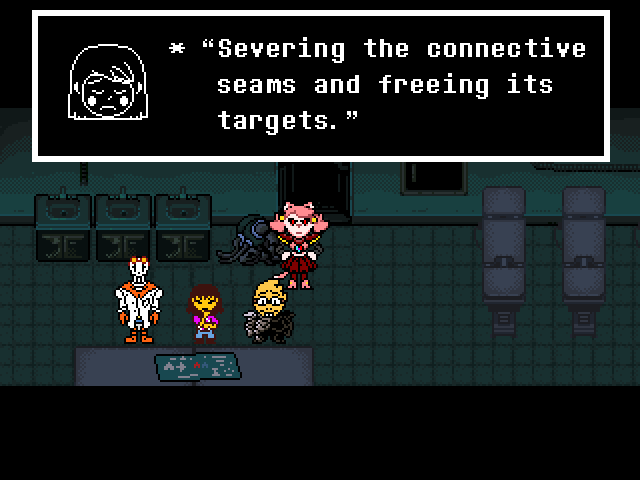 * “Severing the connective
seams and freeing its
targets.”